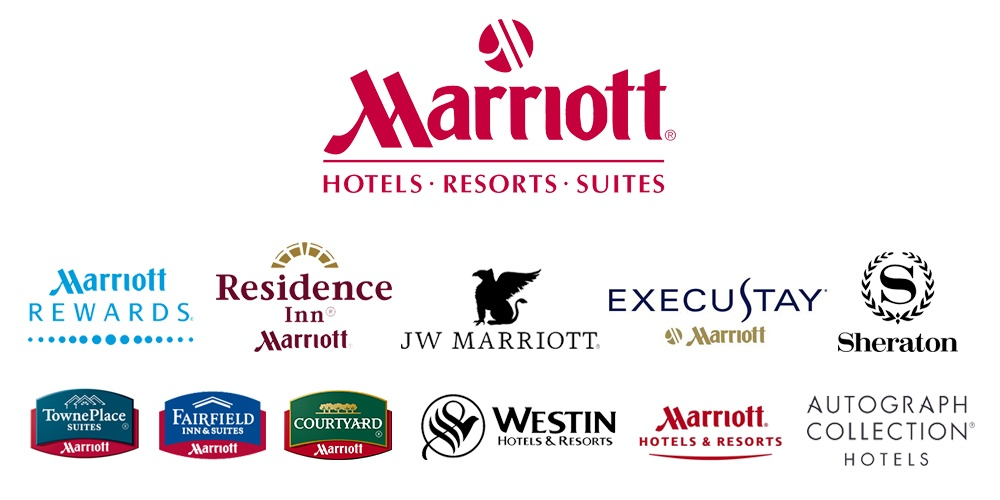 Marriott®
HOTELS · RESORTS · SUITES
Marriott
REWARDS®
Residence
Inn®
Marriott®
JW MARRIOTT®
EXECUSTAY®
Marriott
S
Sheraton
TOWNEPLACE
SUITES ®
Marriott
FAIRFIELD
INN & SUITES ®
Marriott
COURTYARD®
Marriott
WESTIN
HOTELS & RESORTS
Marriott®
HOTELS & RESORTS
AUTOGRAPH
COLLECTION®
HOTELS